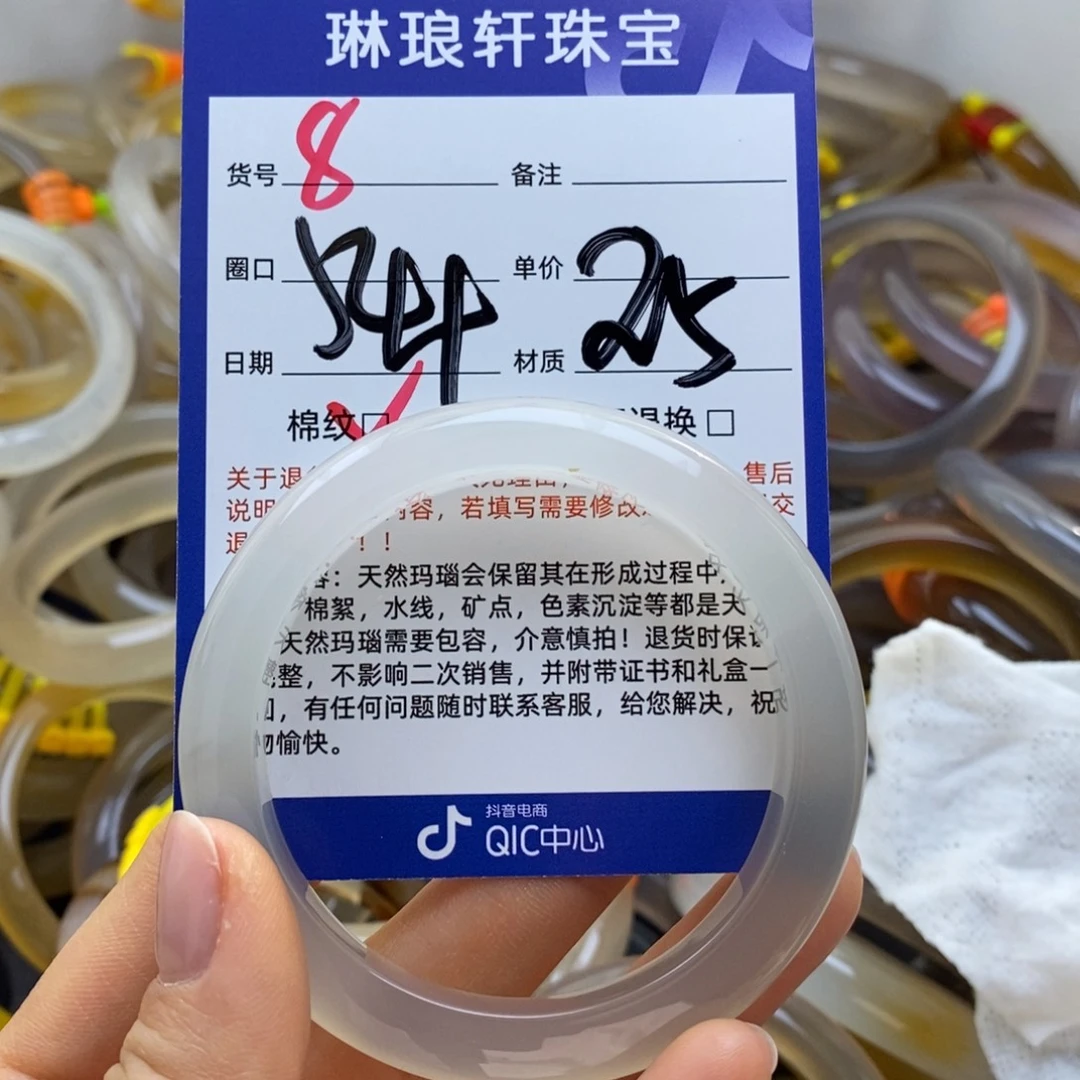 琳琅轩珠宝
货号 8 备注
圈口 544 单价 25
日期 材质
棉纹□✓ 退换□
关于退 售后
说明 内容，若填写需要修改 交
退 ！！
容：天然玛瑙会保留其在形成过程中
棉絮，水线，矿点，色素沉淀等都是天
天然玛瑙需要包容，介意慎拍！退货时保证
完整，不影响二次销售，并附带证书和礼盒一
，有任何问题随时联系客服，给您解决，祝
物愉快。
抖音电商
QIC中心